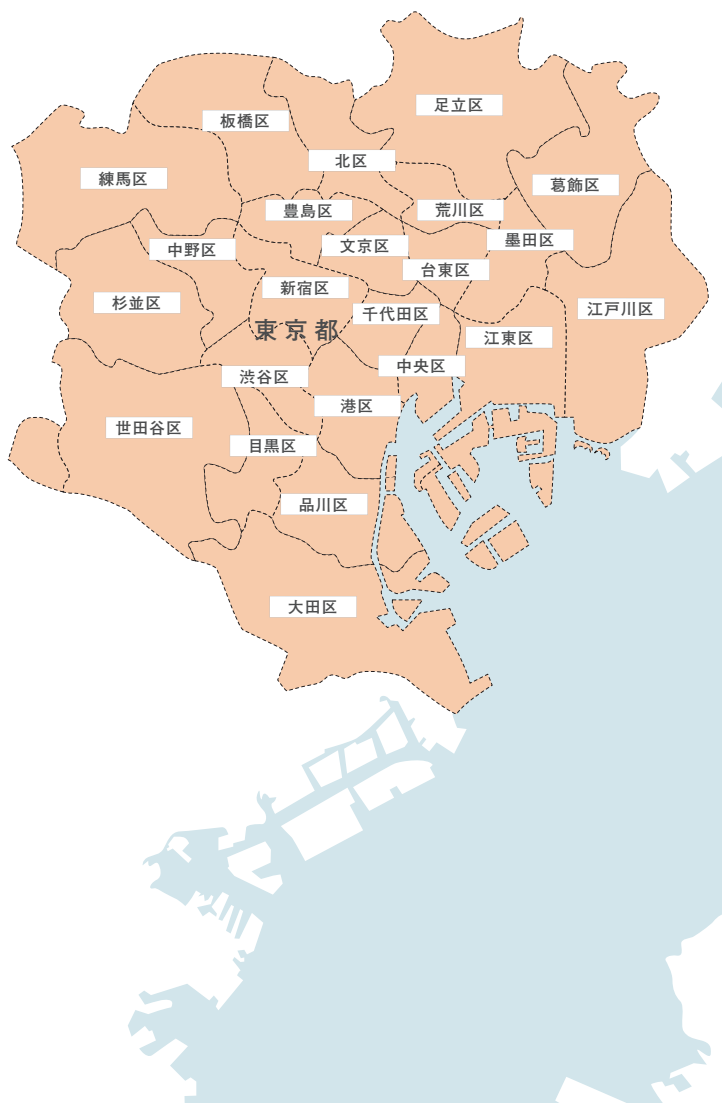 足立区
板橋区
北区
練馬区
葛飾区
豊島区
荒川区
中野区
文京区
墨田区
台東区
新宿区
杉並区
江戸川区
千代田区
東京都
江東区
中央区
渋谷区
港区
世田谷区
目黒区
品川区
大田区